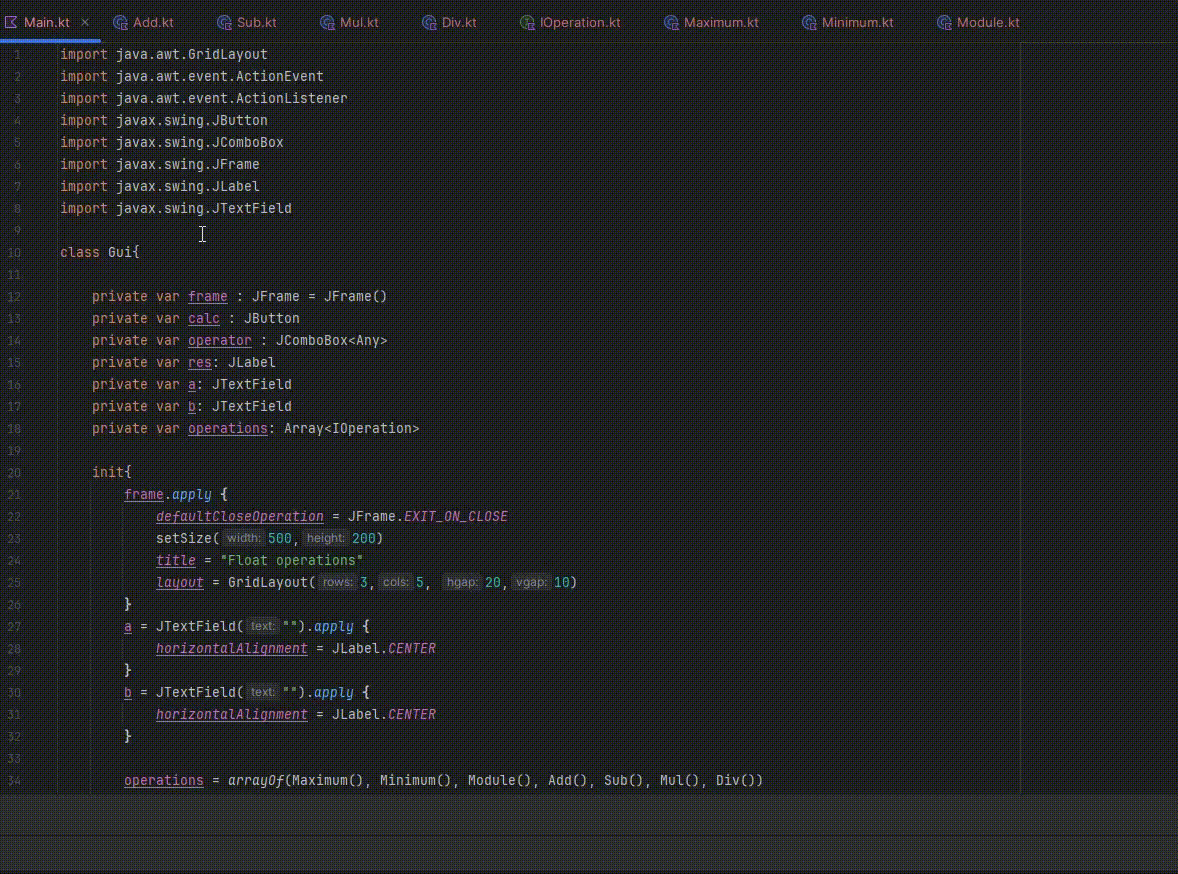 Main.kt × Add.kt Sub.kt Mul.kt Div.kt IOperation.kt Maximum.kt Minimum.kt Module.kt
1 import java.awt.GridLayout
2 import java.awt.event.ActionEvent
3 import java.awt.event.ActionListener
4 import javax.swing.JButton
5 import javax.swing.JComboBox
6 import javax.swing.JFrame
7 import javax.swing.JLabel
8 import javax.swing.JTextField
9
10 class Gui{
11
12 private var frame : JFrame = JFrame()
13 private var calc : JButton
14 private var operator : JComboBox<Any>
15 private var res: JLabel
16 private var a: JTextField
17 private var b: JTextField
18 private var operations: Array<IOperation>
19
20 init{
21 frame.apply {
22 defaultCloseOperation = JFrame.EXIT_ON_CLOSE
23 setSize( width: 500, height: 200)
24 title = "Float operations"
25 layout = GridLayout( rows: 3, cols: 5, hgap: 20, vgap: 10)
26 }
27 a = JTextField( text: "").apply {
28 horizontalAlignment = JLabel.CENTER
29 }
30 b = JTextField( text: "").apply {
31 horizontalAlignment = JLabel.CENTER
32 }
33
34 operations = arrayOf(Maximum(), Minimum(), Module(), Add(), Sub(), Mul(), Div())